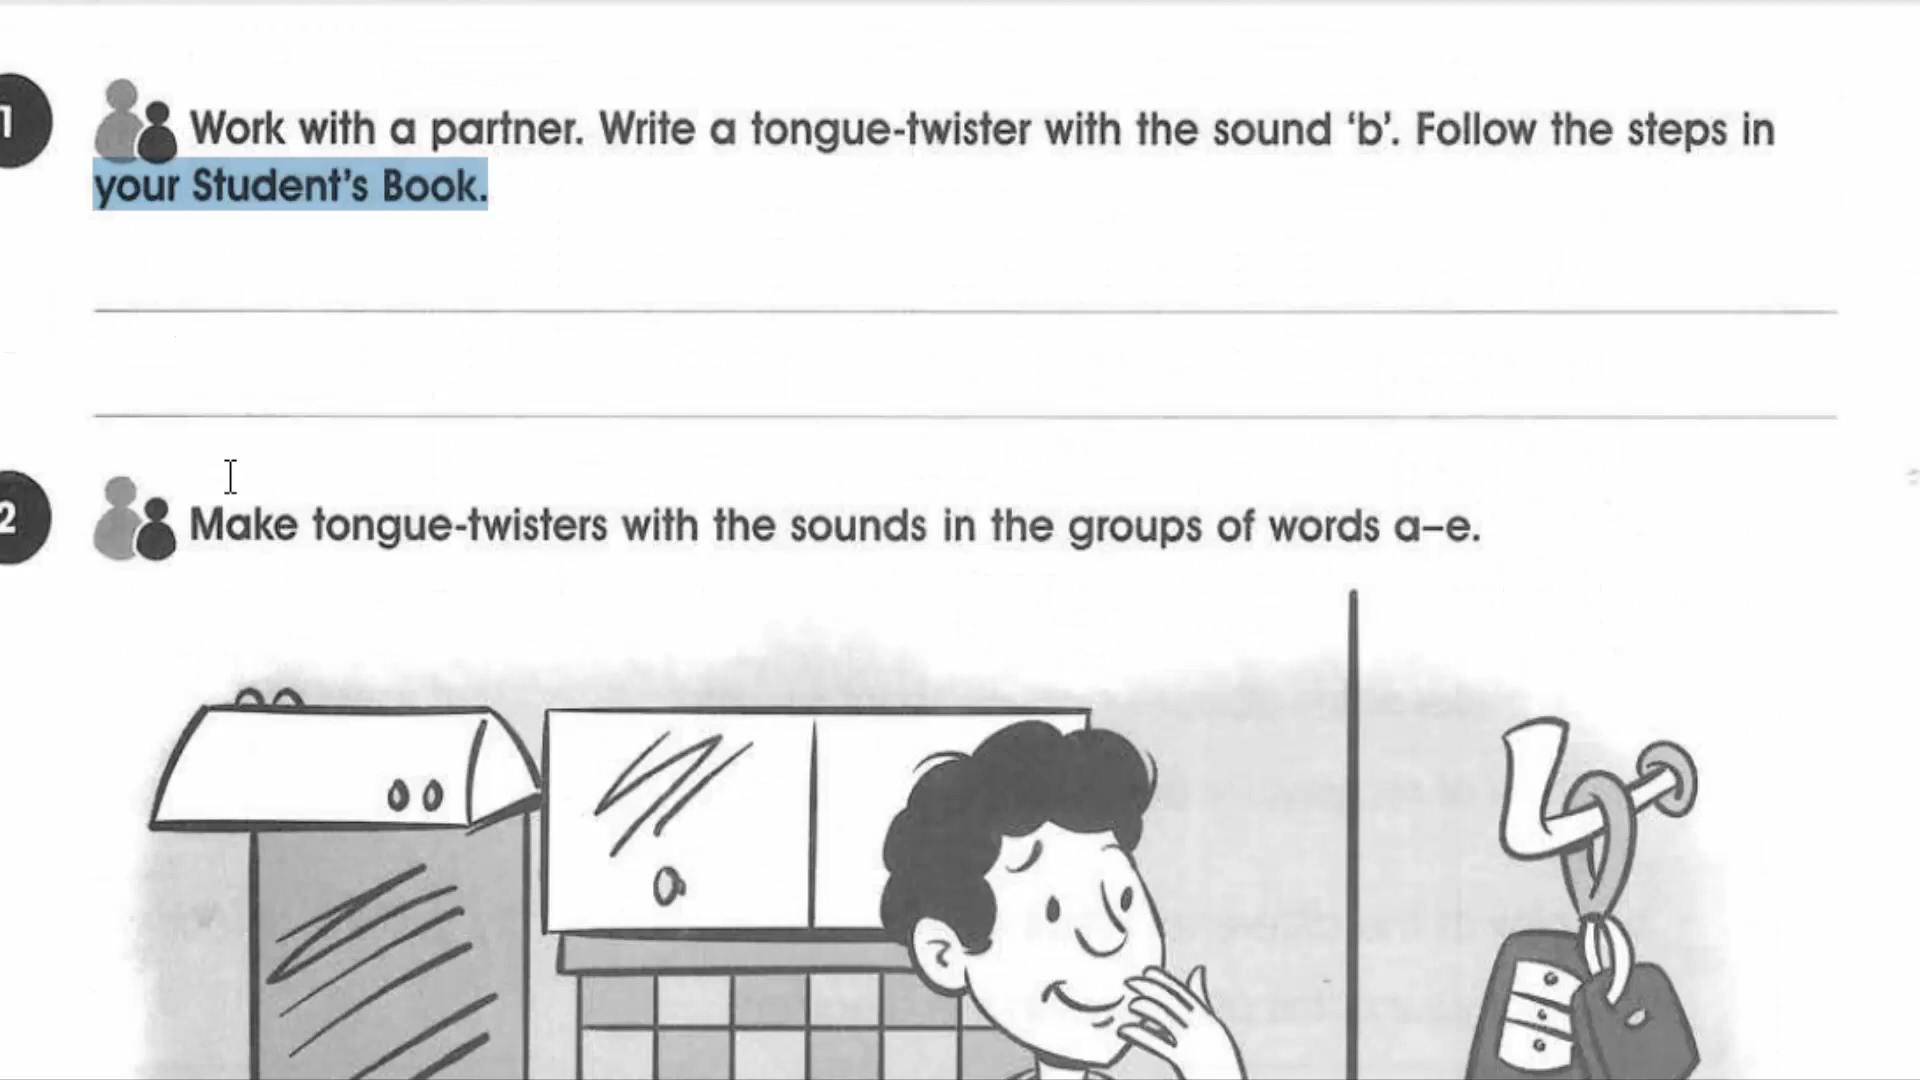 1 Work with a partner. Write a tongue-twister with the sound ‘b’. Follow the steps in
your Student’s Book.
2 Make tongue-twisters with the sounds in the groups of words a–e.